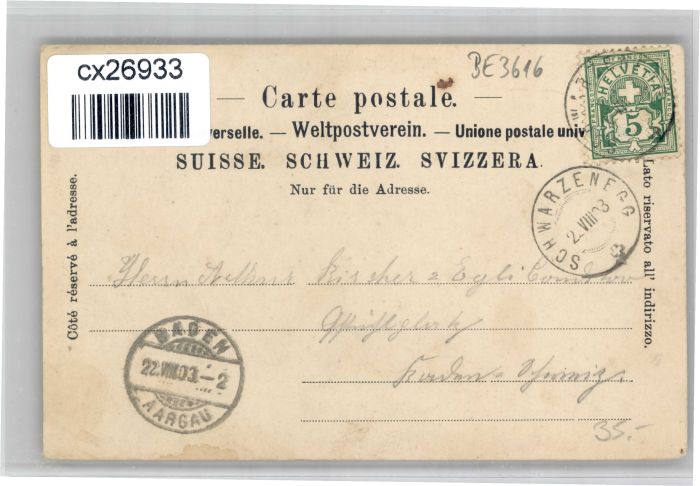 cx26933
BE3616
Carte postale.
verselle. — Weltpostverein. — Unione postale univ
SUISSE. SCHWEIZ. SVIZZERA.
Nur für die Adresse.
Côté réservé à l'adresse.
Lato riservato all' indirizzo.
HELVETIA
5
SCHWARZENEGG
2.VIII.03
Herrn
BADEN
22.VIII.03.-2
AARGAU
35.-